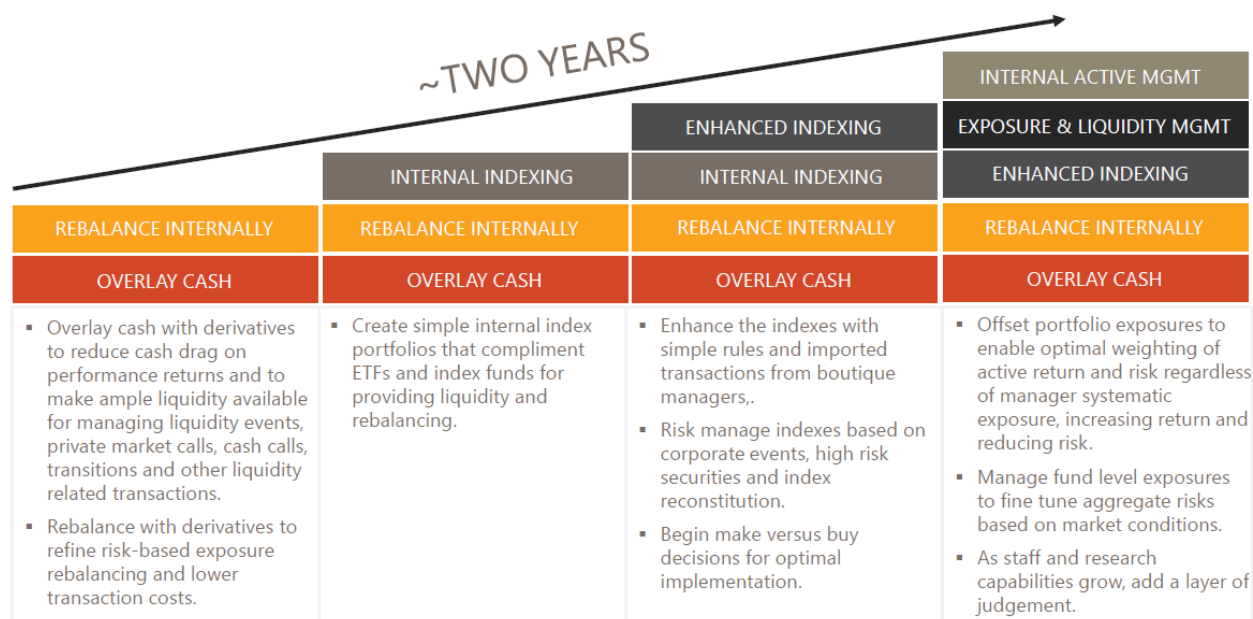 ~TWO YEARS
INTERNAL ACTIVE MGMT
ENHANCED INDEXING
EXPOSURE & LIQUIDITY MGMT
INTERNAL INDEXING
INTERNAL INDEXING
ENHANCED INDEXING
REBALANCE INTERNALLY
REBALANCE INTERNALLY
REBALANCE INTERNALLY
REBALANCE INTERNALLY
OVERLAY CASH
OVERLAY CASH
OVERLAY CASH
OVERLAY CASH
▪ Overlay cash with derivatives
to reduce cash drag on
performance returns and to
make ample liquidity available
for managing liquidity events,
private market calls, cash calls,
transitions and other liquidity
related transactions.
▪ Rebalance with derivatives to
refine risk-based exposure
rebalancing and lower
transaction costs.
▪ Create simple internal index
portfolios that compliment
ETFs and index funds for
providing liquidity and
rebalancing.
▪ Enhance the indexes with
simple rules and imported
transactions from boutique
managers,.
▪ Risk manage indexes based on
corporate events, high risk
securities and index
reconstitution.
▪ Begin make versus buy
decisions for optimal
implementation.
▪ Offset portfolio exposures to
enable optimal weighting of
active return and risk regardless
of manager systematic
exposure, increasing return and
reducing risk.
▪ Manage fund level exposures
to fine tune aggregate risks
based on market conditions.
▪ As staff and research
capabilities grow, add a layer of
judgement.